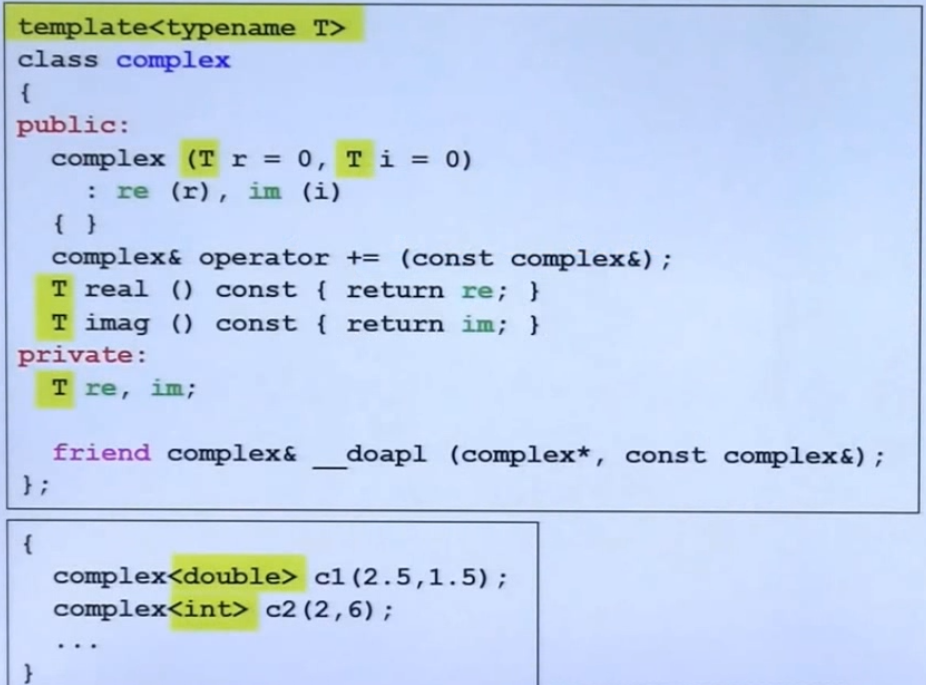 template<typename T>
class complex
{
public:
complex (T r = 0, T i = 0)
: re (r), im (i)
{ }
complex& operator += (const complex&);
T real () const { return re; }
T imag () const { return im; }
private:
T re, im;
friend complex& __doapl (complex*, const complex&);
};
{
complex<double> c1(2.5,1.5);
complex<int> c2(2,6);
...
}